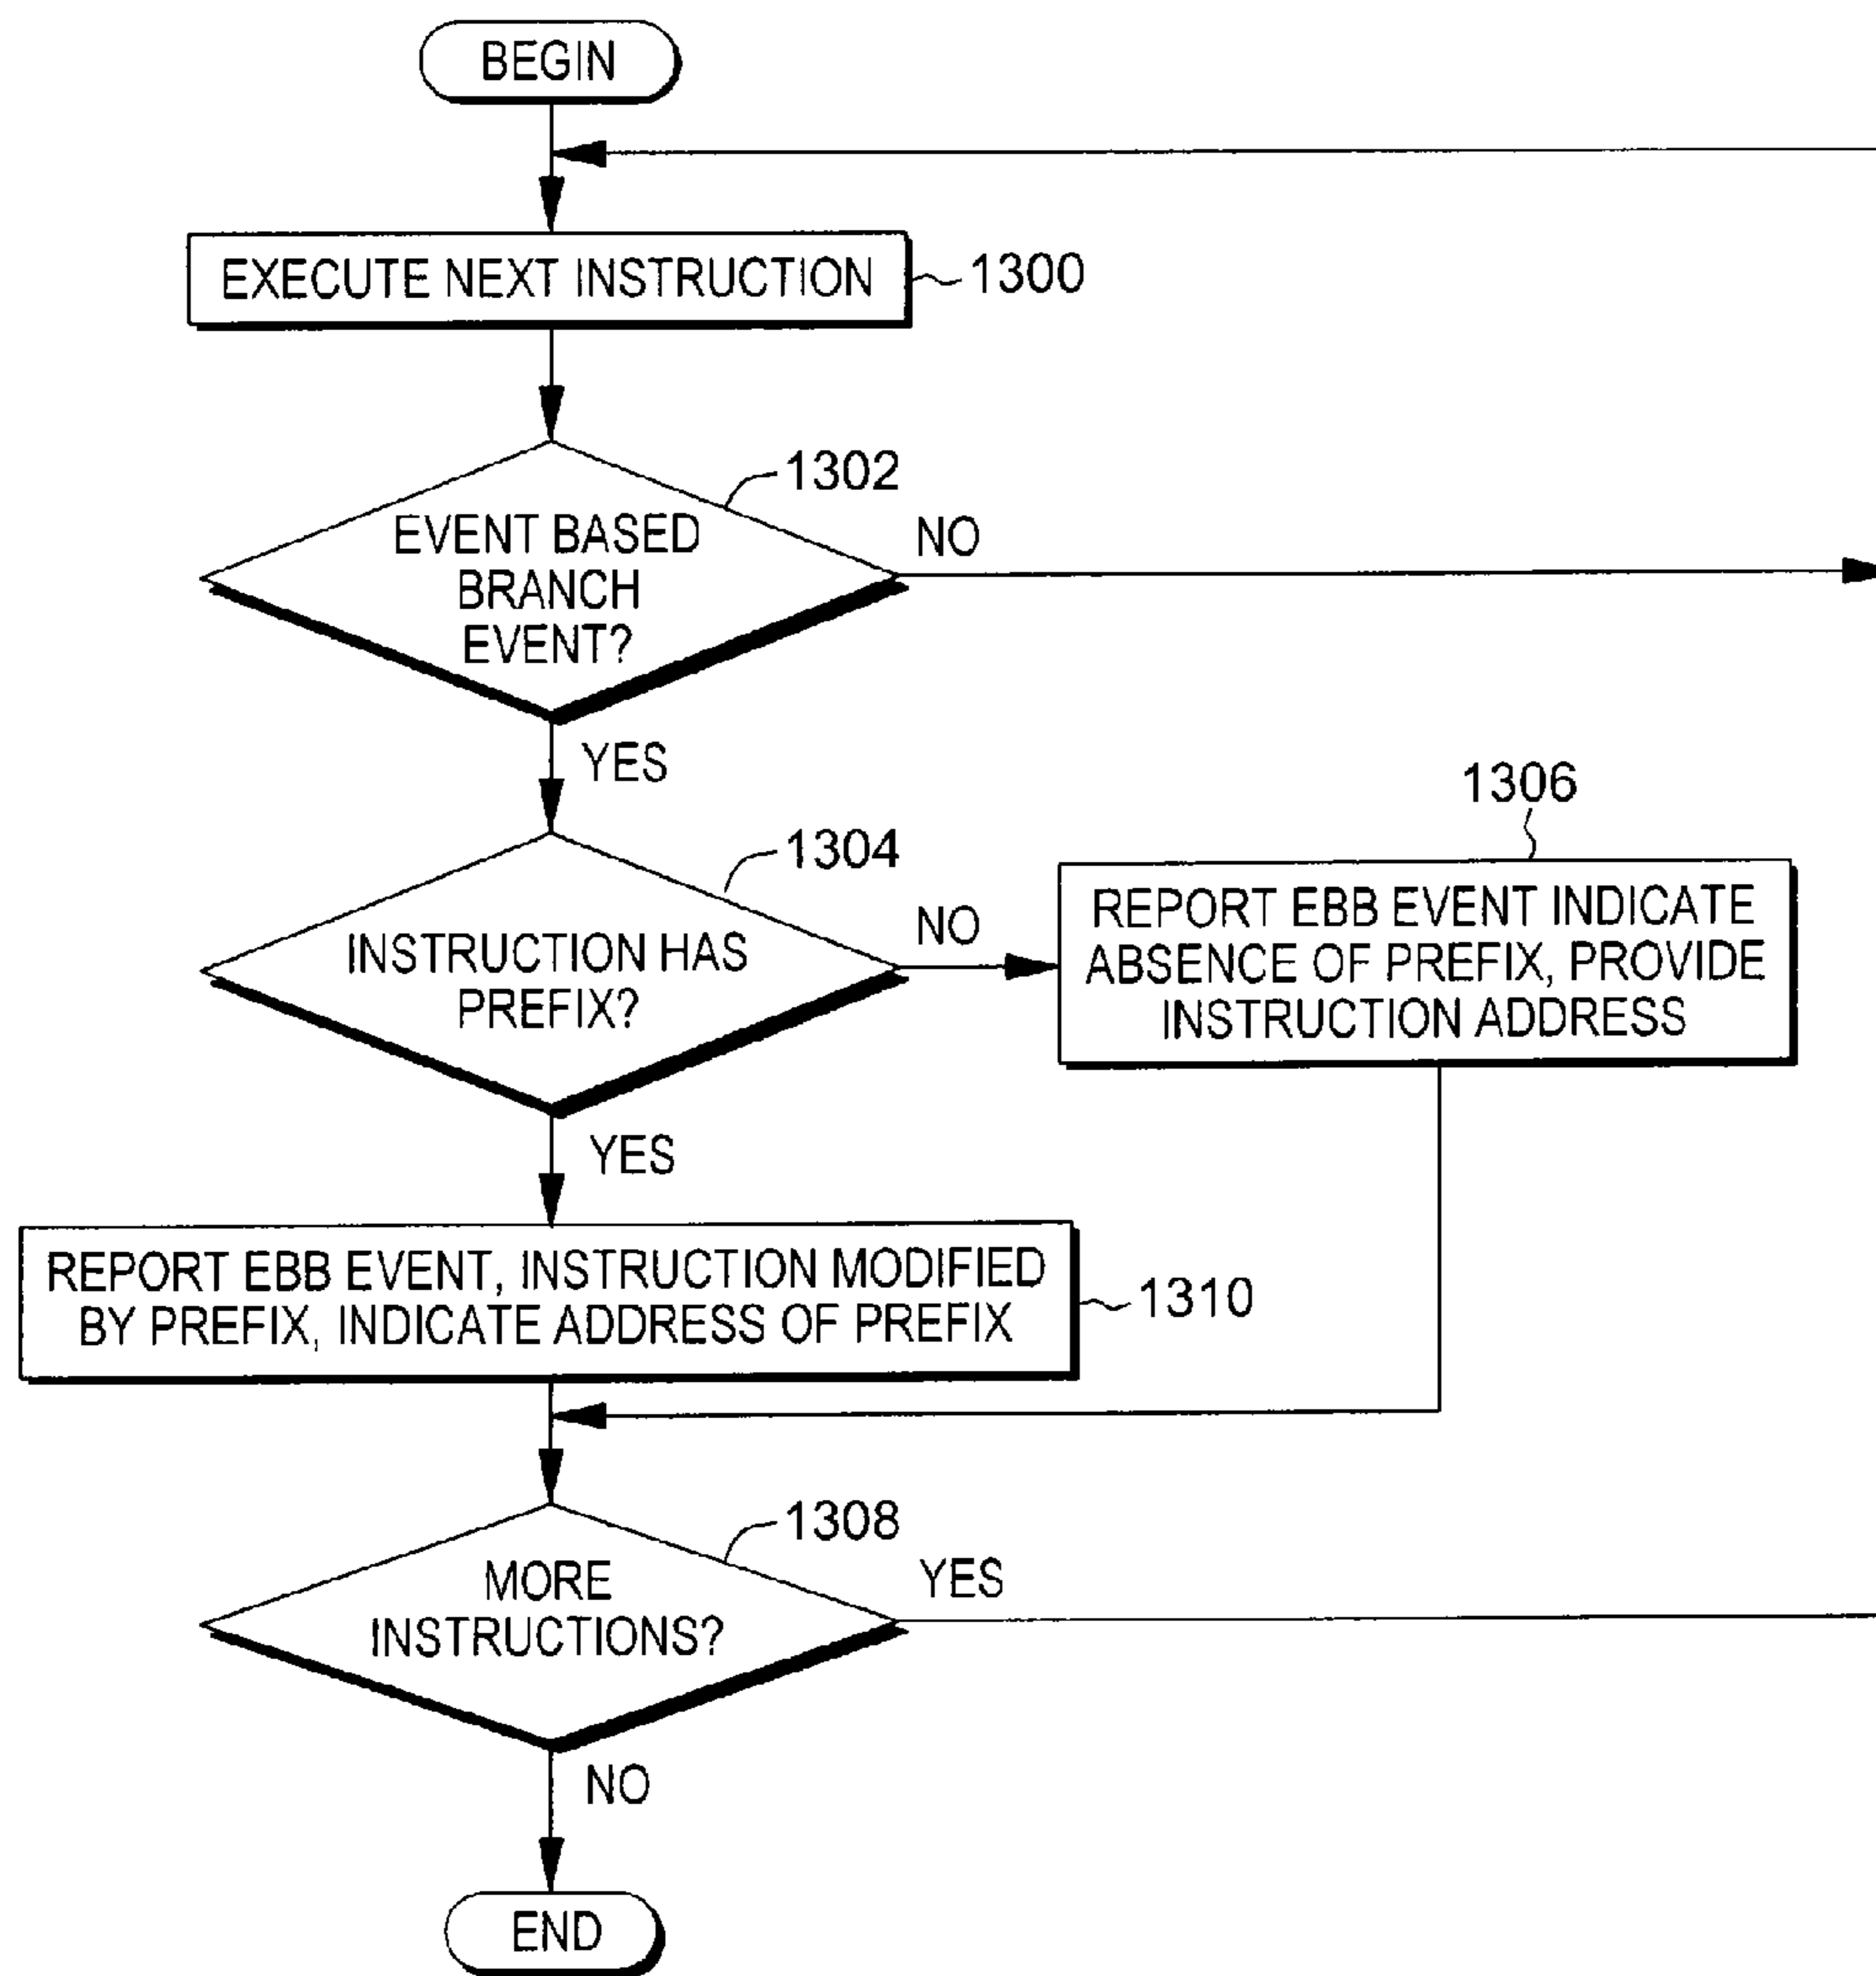 BEGIN
EXECUTE NEXT INSTRUCTION
1300
1302
EVENT BASED
BRANCH
EVENT?
NO
YES
1304
INSTRUCTION HAS
PREFIX?
NO
1306
REPORT EBB EVENT INDICATE
ABSENCE OF PREFIX, PROVIDE
INSTRUCTION ADDRESS
YES
REPORT EBB EVENT, INSTRUCTION MODIFIED
BY PREFIX, INDICATE ADDRESS OF PREFIX
1310
1308
MORE
INSTRUCTIONS?
YES
NO
END